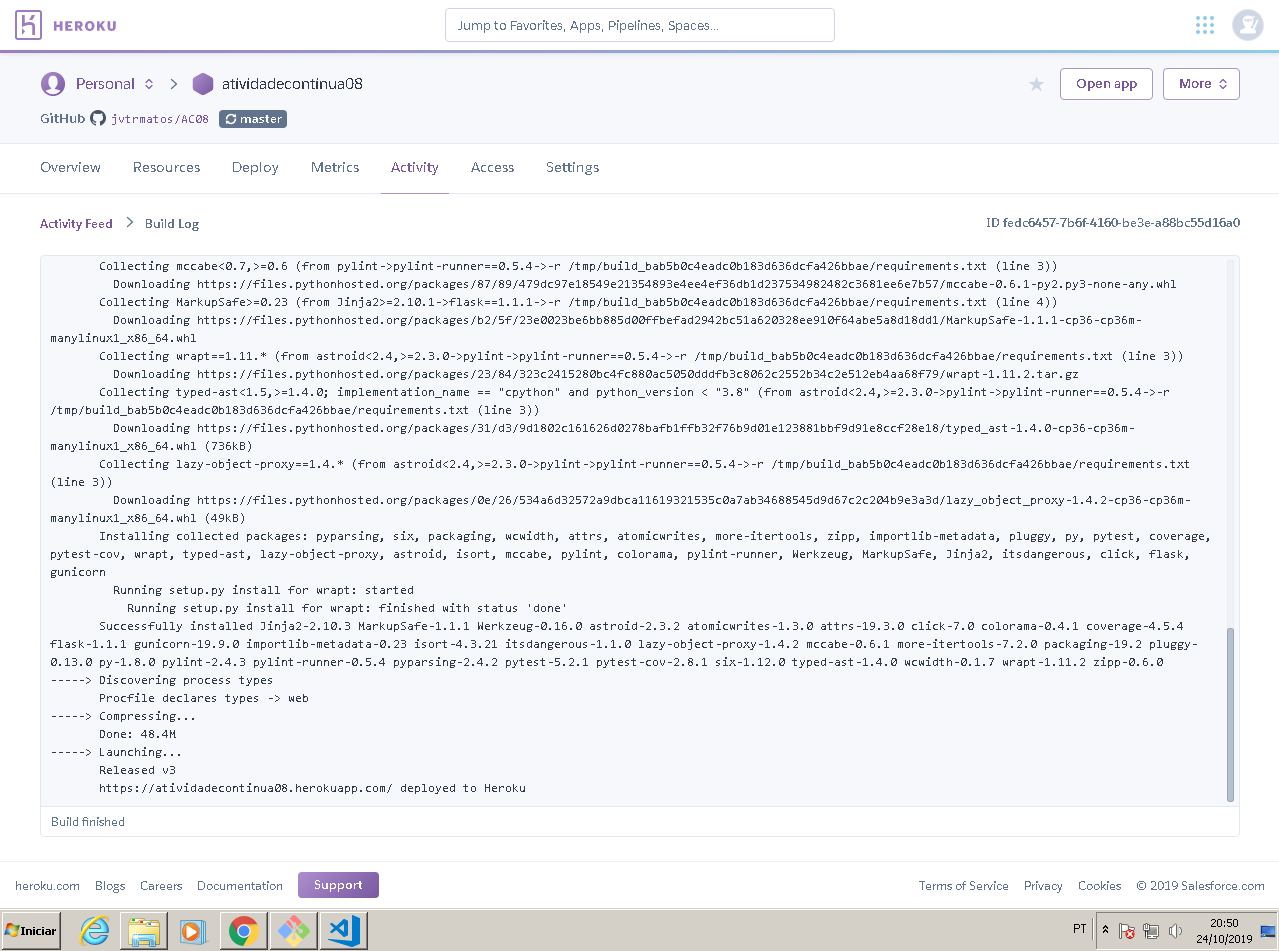 HEROKU
Jump to Favorites, Apps, Pipelines, Spaces...
Personal
atividadecontinua08
Open app
More
GitHub jvtrmatos/AC08 master
Overview Resources Deploy Metrics Activity Access Settings
Activity Feed Build Log
ID fedc6457-7b6f-4160-be3e-a88bc55d16a0
Collecting mccabe<0.7,>=0.6 (from pylint->pylint-runner==0.5.4->-r /tmp/build_bab5b0c4eadc0b183d636dcfa426bbae/requirements.txt (line 3))
Downloading https://files.pythonhosted.org/packages/87/89/479dc97e18549e21354893e4ee4ef36db1d237534982482c3681ee6e7b57/mccabe-0.6.1-py2.py3-none-any.whl
Collecting MarkupSafe>=0.23 (from Jinja2>=2.10.1->flask==1.1.1->-r /tmp/build_bab5b0c4eadc0b183d636dcfa426bbae/requirements.txt (line 4))
Downloading https://files.pythonhosted.org/packages/b2/5f/23e0023be6bb885d00ffbefad2942bc51a620328ee910f64abe5a8d18dd1/MarkupSafe-1.1.1-cp36-cp36m-
manylinux1_x86_64.whl
Collecting wrapt==1.11.* (from astroid<2.4,>=2.3.0->pylint->pylint-runner==0.5.4->-r /tmp/build_bab5b0c4eadc0b183d636dcfa426bbae/requirements.txt (line 3))
Downloading https://files.pythonhosted.org/packages/23/84/323c2415280bc4fc880ac5050dddfb3c8062c2552b34c2e512eb4aa68f79/wrapt-1.11.2.tar.gz
Collecting typed-ast<1.5,>=1.4.0; implementation_name == "cpython" and python_version < "3.8" (from astroid<2.4,>=2.3.0->pylint->pylint-runner==0.5.4->-r
/tmp/build_bab5b0c4eadc0b183d636dcfa426bbae/requirements.txt (line 3))
Downloading https://files.pythonhosted.org/packages/31/d3/9d1802c161626d0278bafb1ffb32f76b9d01e123881bbf9d91e8ccf28e18/typed_ast-1.4.0-cp36-cp36m-
manylinux1_x86_64.whl (736kB)
Collecting lazy-object-proxy==1.4.* (from astroid<2.4,>=2.3.0->pylint->pylint-runner==0.5.4->-r /tmp/build_bab5b0c4eadc0b183d636dcfa426bbae/requirements.txt
(line 3))
Downloading https://files.pythonhosted.org/packages/0e/26/534a6d32572a9dbca11619321535c0a7ab34688545d9d67c2c204b9e3a3d/lazy_object_proxy-1.4.2-cp36-cp36m-
manylinux1_x86_64.whl (49kB)
Installing collected packages: pyparsing, six, packaging, wcwidth, attrs, atomicwrites, more-itertools, zipp, importlib-metadata, pluggy, py, pytest, coverage,
pytest-cov, wrapt, typed-ast, lazy-object-proxy, astroid, isort, mccabe, pylint, colorama, pylint-runner, Werkzeug, MarkupSafe, Jinja2, itsdangerous, click, flask,
gunicorn
Running setup.py install for wrapt: started
Running setup.py install for wrapt: finished with status 'done'
Successfully installed Jinja2-2.10.3 MarkupSafe-1.1.1 Werkzeug-0.16.0 astroid-2.3.2 atomicwrites-1.3.0 attrs-19.3.0 click-7.0 colorama-0.4.1 coverage-4.5.4
flask-1.1.1 gunicorn-19.9.0 importlib-metadata-0.23 isort-4.3.21 itsdangerous-1.1.0 lazy-object-proxy-1.4.2 mccabe-0.6.1 more-itertools-7.2.0 packaging-19.2 pluggy-
0.13.0 py-1.8.0 pylint-2.4.3 pylint-runner-0.5.4 pyparsing-2.4.2 pytest-5.2.1 pytest-cov-2.8.1 six-1.12.0 typed-ast-1.4.0 wcwidth-0.1.7 wrapt-1.11.2 zipp-0.6.0
-----> Discovering process types
Procfile declares types -> web
-----> Compressing...
Done: 48.4M
-----> Launching...
Released v3
https://atividadecontinua08.herokuapp.com/ deployed to Heroku
Build finished
heroku.com Blogs Careers Documentation Support
Terms of Service Privacy Cookies © 2019 Salesforce.com
Iniciar
PT
20:50
24/10/2019